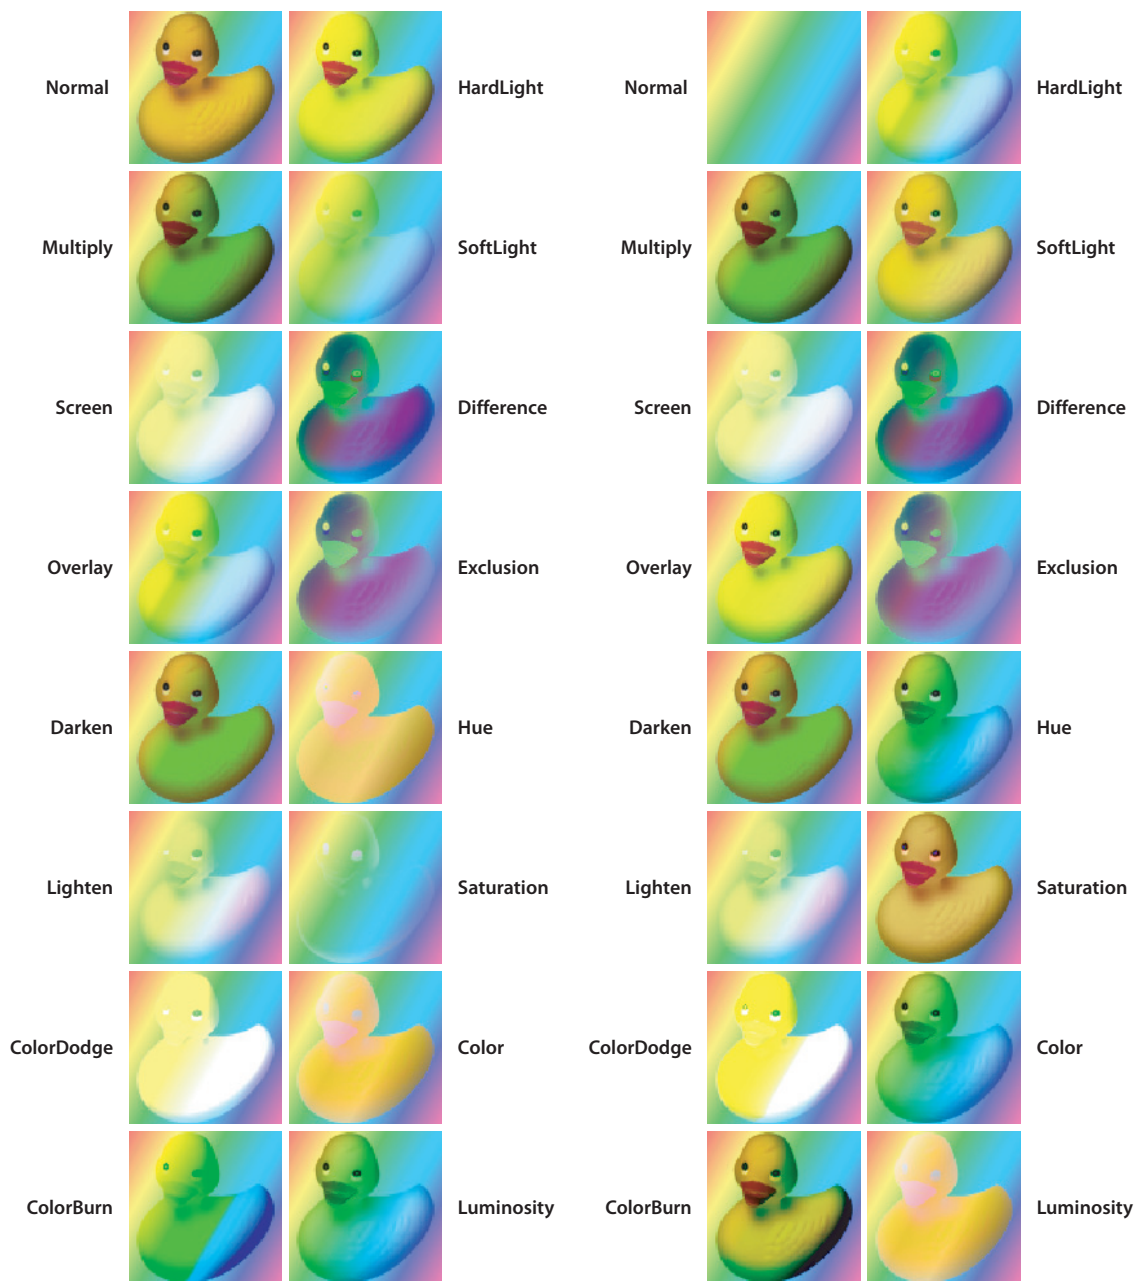 Normal HardLight Normal HardLight
Multiply SoftLight Multiply SoftLight
Screen Difference Screen Difference
Overlay Exclusion Overlay Exclusion
Darken Hue Darken Hue
Lighten Saturation Lighten Saturation
ColorDodge Color ColorDodge Color
ColorBurn Luminosity ColorBurn Luminosity